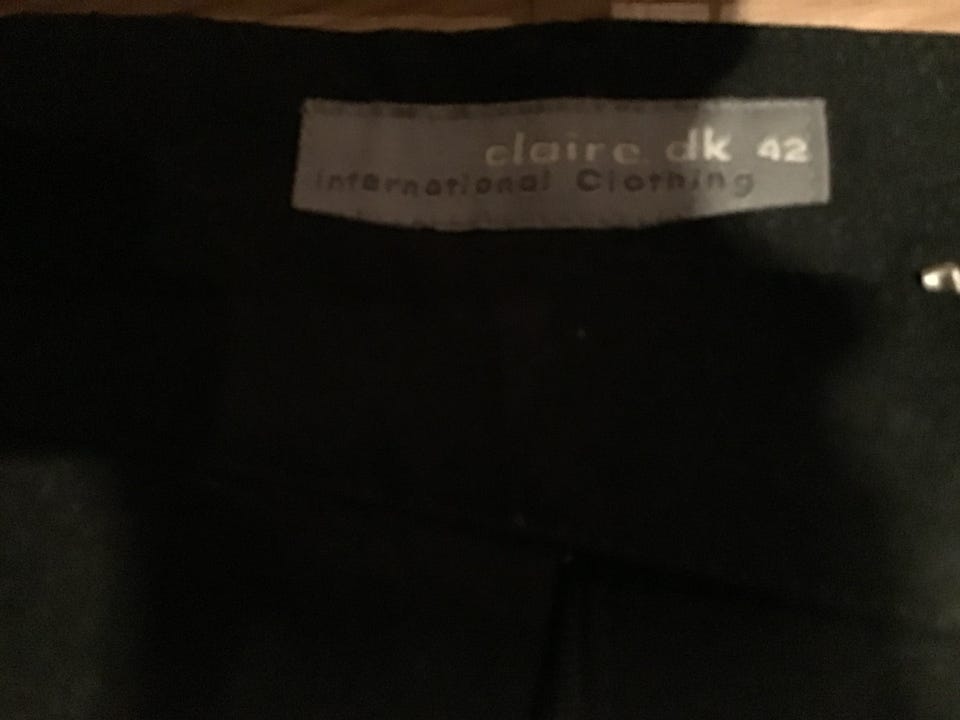 claire.dk 42
International Clothing